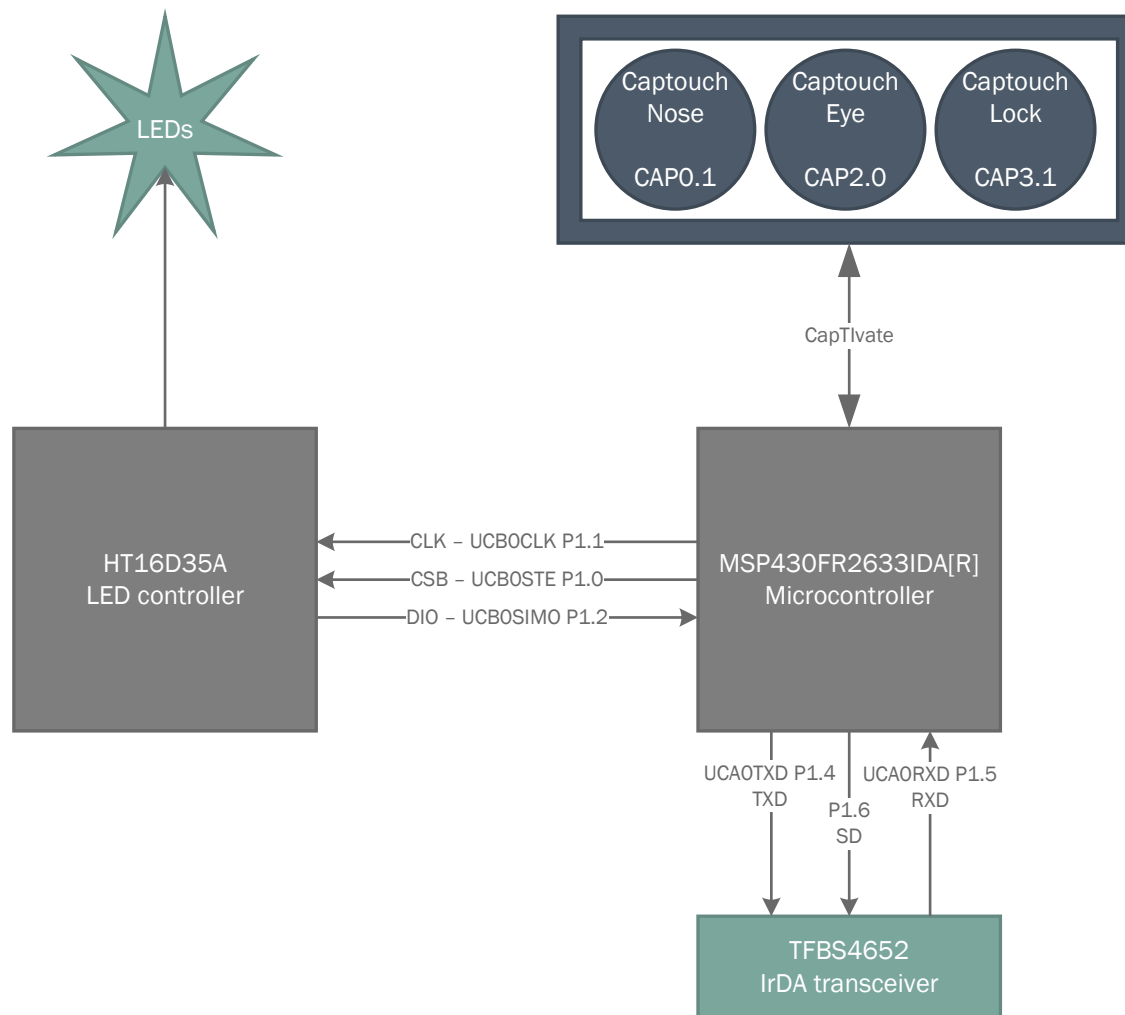 LEDs
Captouch
Nose
CAP0.1
Captouch
Eye
CAP2.0
Captouch
Lock
CAP3.1
CapTIvate
HT16D35A
LED controller
CLK – UCB0CLK P1.1
CSB – UCB0STE P1.0
DIO – UCB0SIMO P1.2
MSP430FR2633IDA[R]
Microcontroller
UCA0TXD P1.4
TXD
P1.6
SD
UCA0RXD P1.5
RXD
TFBS4652
IrDA transceiver